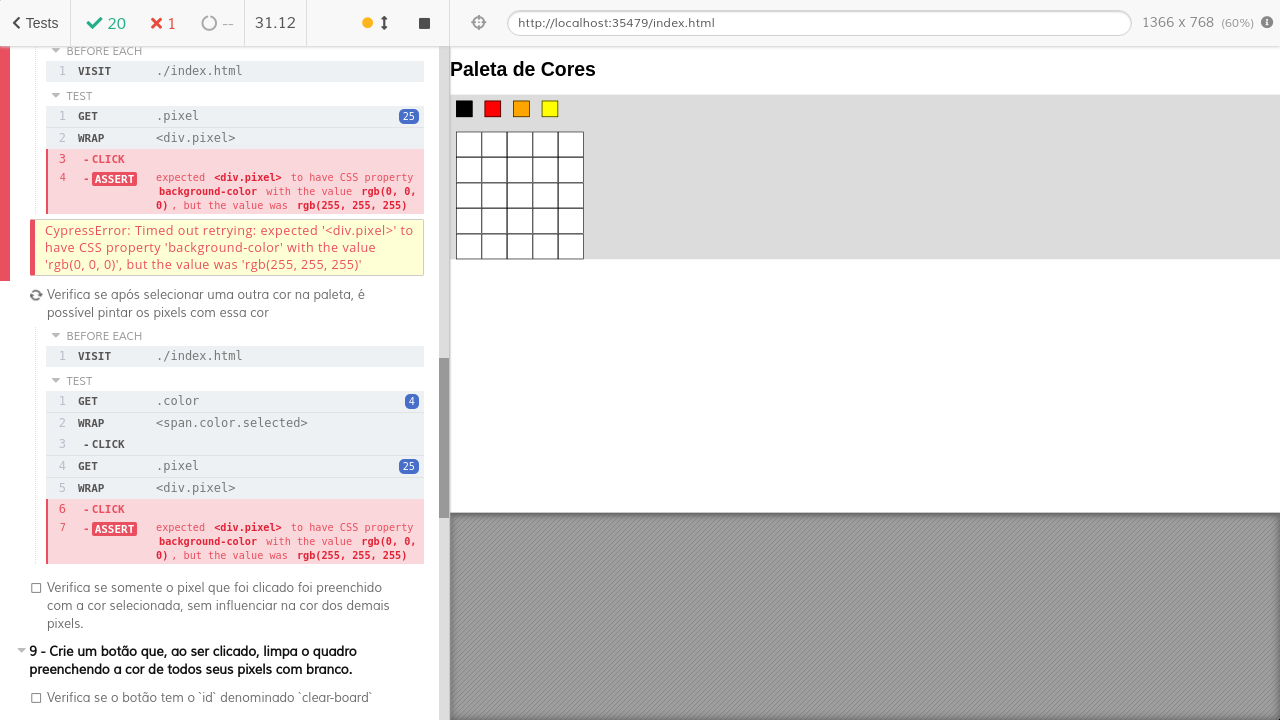 Tests 20 1 -- 31.12 http://localhost:35479/index.html 1366 x 768 (60%)
BEFORE EACH
1 VISIT ./index.html
TEST
1 GET .pixel 25
2 WRAP <div.pixel>
3 - CLICK
4 - ASSERT expected <div.pixel> to have CSS property
background-color with the value rgb(0, 0,
0) , but the value was rgb(255, 255, 255)
CypressError: Timed out retrying: expected '<div.pixel>' to
have CSS property 'background-color' with the value
'rgb(0, 0, 0)', but the value was 'rgb(255, 255, 255)'
Verifica se após selecionar uma outra cor na paleta, é
possível pintar os pixels com essa cor
BEFORE EACH
1 VISIT ./index.html
TEST
1 GET .color 4
2 WRAP <span.color.selected>
3 - CLICK
4 GET .pixel 25
5 WRAP <div.pixel>
6 - CLICK
7 - ASSERT expected <div.pixel> to have CSS property
background-color with the value rgb(0, 0,
0) , but the value was rgb(255, 255, 255)
Verifica se somente o pixel que foi clicado foi preenchido
com a cor selecionada, sem influenciar na cor dos demais
pixels.
9 - Crie um botão que, ao ser clicado, limpa o quadro
preenchendo a cor de todos seus pixels com branco.
Verifica se o botão tem o `id` denominado `clear-board`
Paleta de Cores